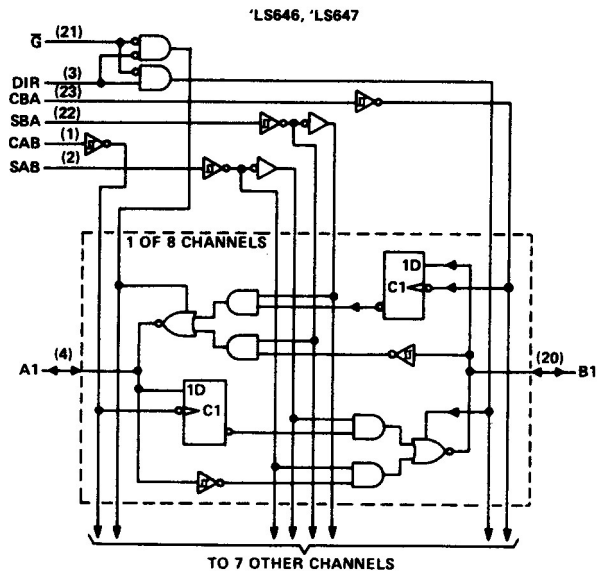 'LS646, 'LS647
G̅ (21)
DIR (3)
CBA (23)
SBA (22)
CAB (1)
SAB (2)
1 OF 8 CHANNELS
1D
C1
A1 (4)
(20) B1
1D
C1
TO 7 OTHER CHANNELS